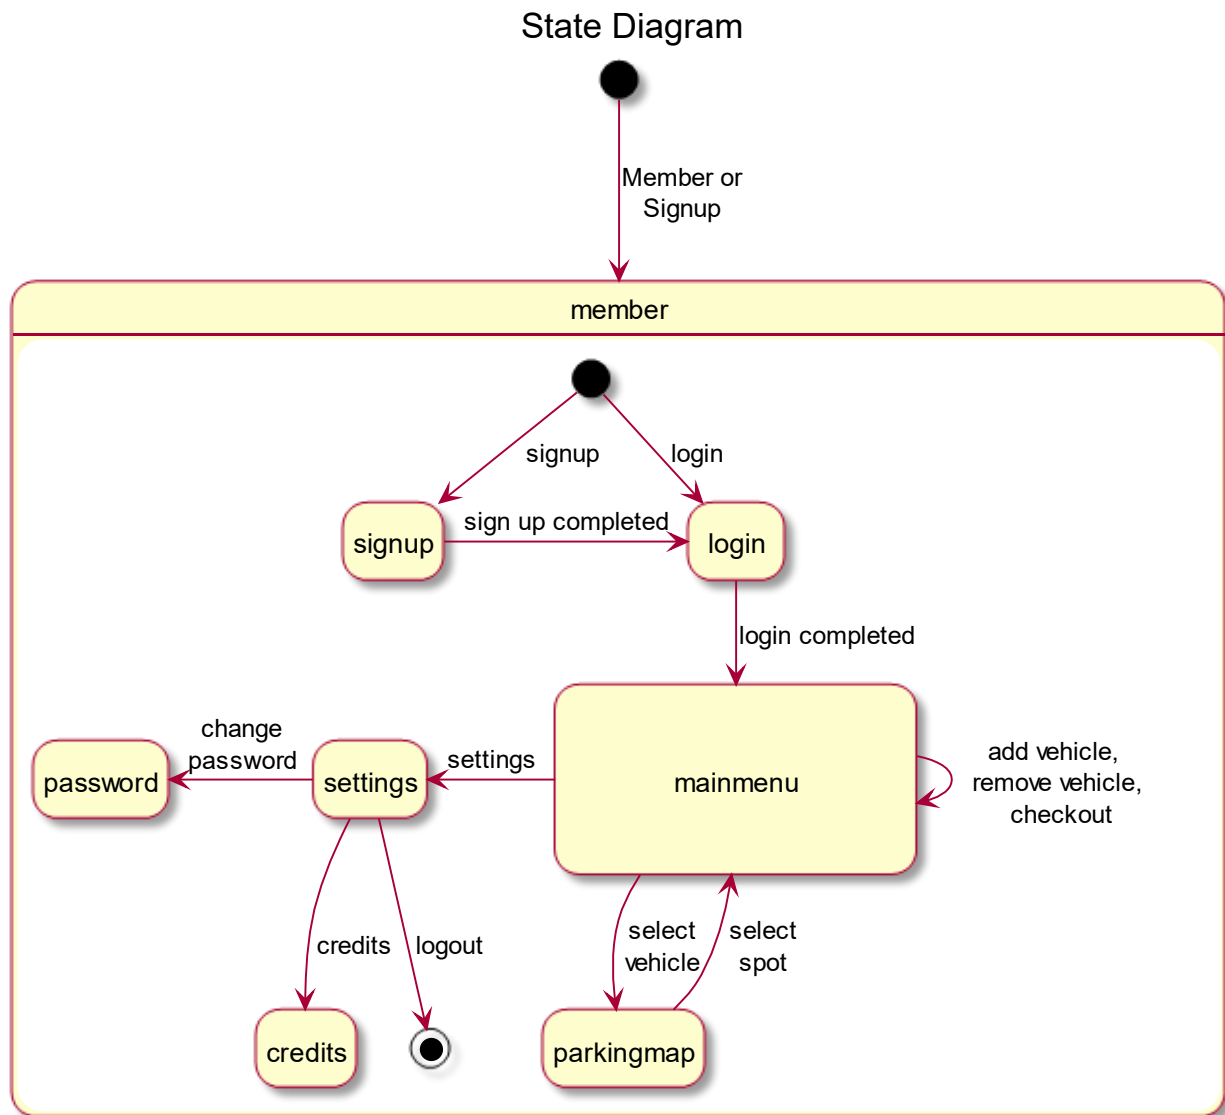 State Diagram
Member or
Signup
member
signup
login
signup
sign up completed
login
login completed
change
password
password
settings
settings
mainmenu
add vehicle,
remove vehicle,
checkout
credits
logout
select
vehicle
select
spot
credits
parkingmap